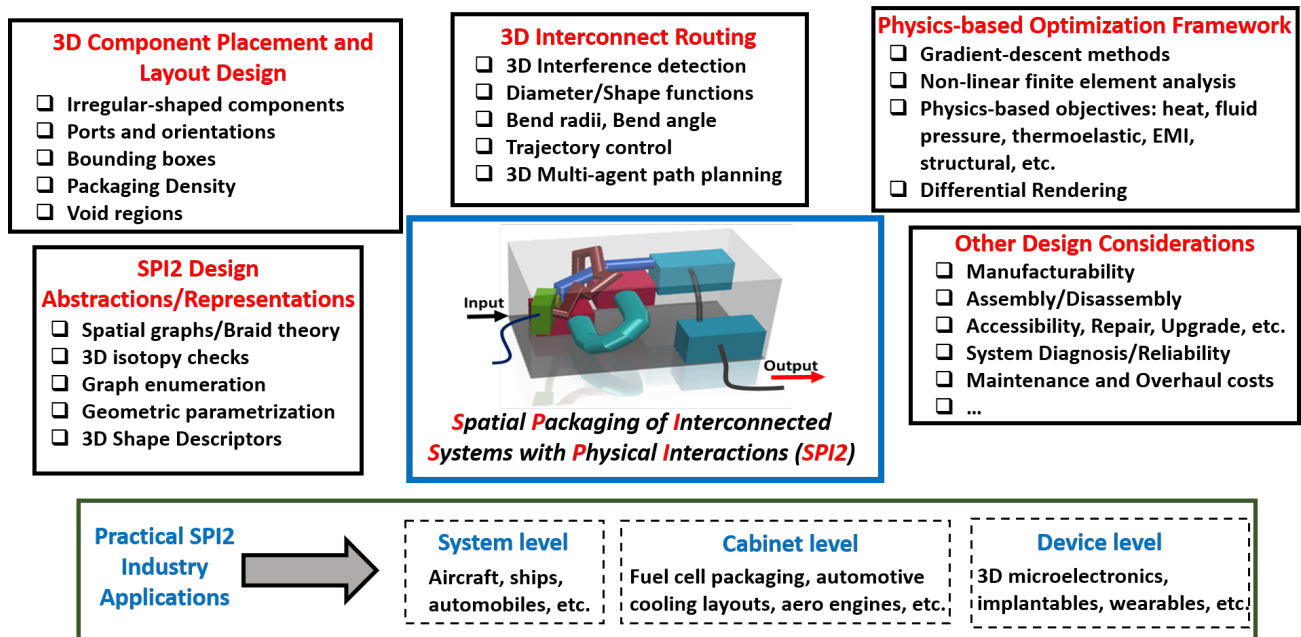 3D Component Placement and
Layout Design
❑ Irregular-shaped components
❑ Ports and orientations
❑ Bounding boxes
❑ Packaging Density
❑ Void regions
3D Interconnect Routing
❑ 3D Interference detection
❑ Diameter/Shape functions
❑ Bend radii, Bend angle
❑ Trajectory control
❑ 3D Multi-agent path planning
Physics-based Optimization Framework
❑ Gradient-descent methods
❑ Non-linear finite element analysis
❑ Physics-based objectives: heat, fluid
pressure, thermoelastic, EMI,
structural, etc.
❑ Differential Rendering
SPI2 Design
Abstractions/Representations
❑ Spatial graphs/Braid theory
❑ 3D isotopy checks
❑ Graph enumeration
❑ Geometric parametrization
❑ 3D Shape Descriptors
Input
Output
Spatial Packaging of Interconnected
Systems with Physical Interactions (SPI2)
Other Design Considerations
❑ Manufacturability
❑ Assembly/Disassembly
❑ Accessibility, Repair, Upgrade, etc.
❑ System Diagnosis/Reliability
❑ Maintenance and Overhaul costs
❑ …
Practical SPI2
Industry
Applications
System level
Aircraft, ships,
automobiles, etc.
Cabinet level
Fuel cell packaging, automotive
cooling layouts, aero engines, etc.
Device level
3D microelectronics,
implantables, wearables, etc.